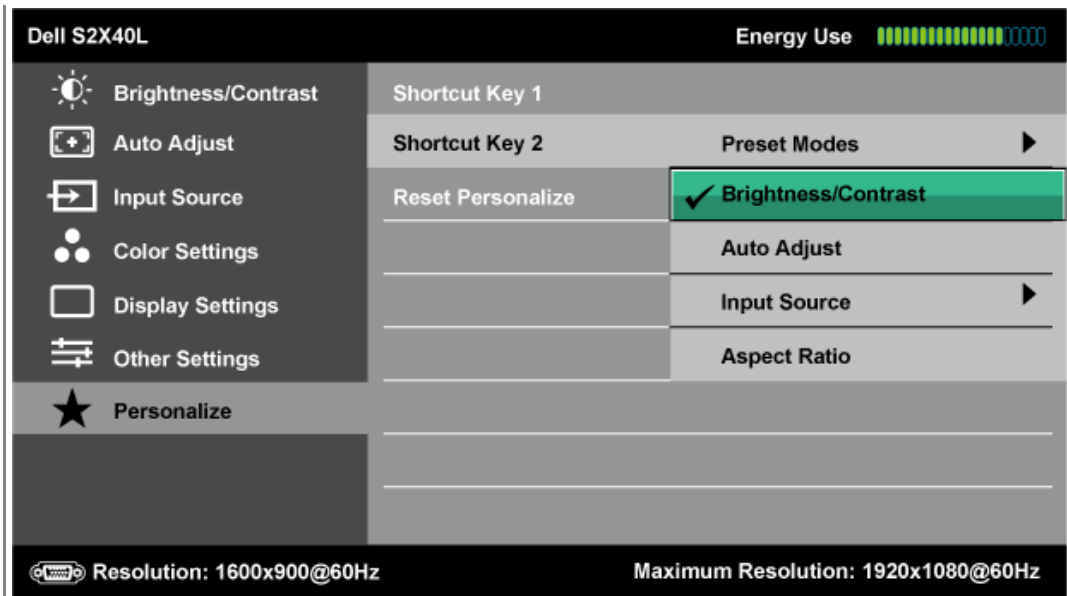 Dell S2X40L Energy Use
Brightness/Contrast Shortcut Key 1
Auto Adjust Shortcut Key 2 Preset Modes
Input Source Reset Personalize Brightness/Contrast
Color Settings Auto Adjust
Display Settings Input Source
Other Settings Aspect Ratio
Personalize
Resolution: 1600x900@60Hz Maximum Resolution: 1920x1080@60Hz